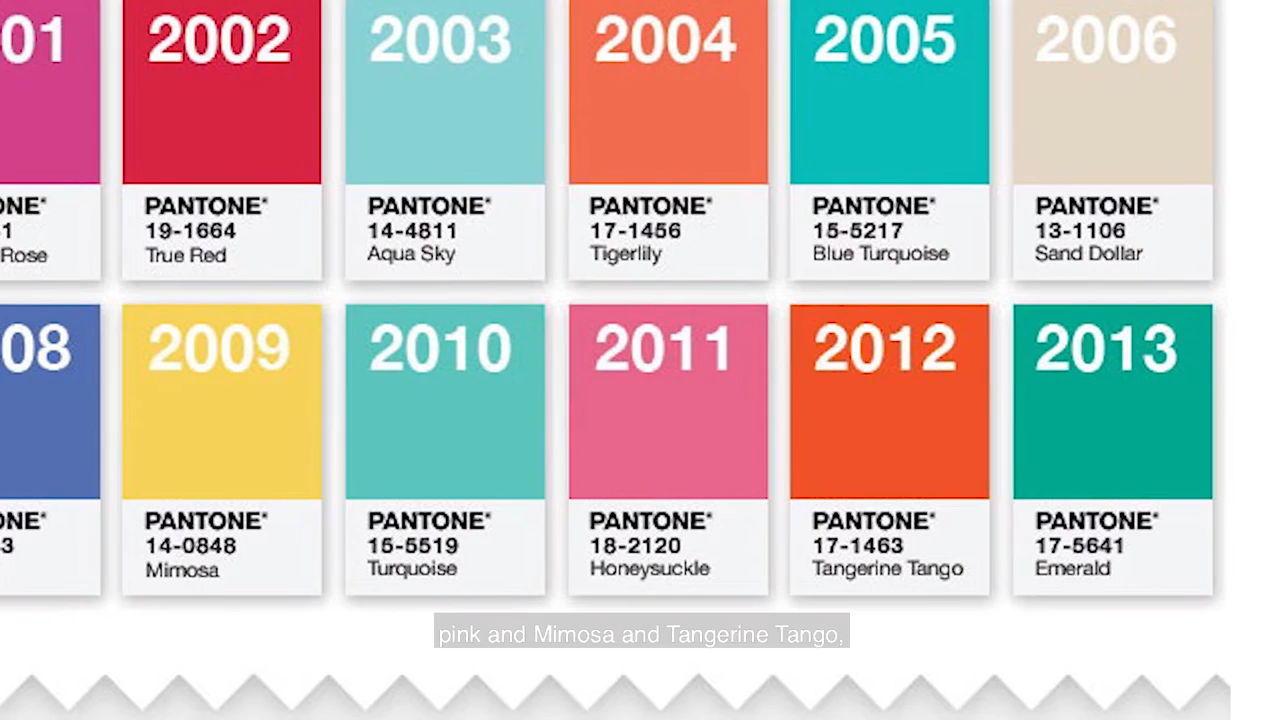 01 2002 2003 2004 2005 2006
ONE* PANTONE* PANTONE* PANTONE* PANTONE* PANTONE*
1 19-1664 14-4811 17-1456 15-5217 13-1106
Rose True Red Aqua Sky Tigerlily Blue Turquoise Sand Dollar
08 2009 2010 2011 2012 2013
ONE* PANTONE* PANTONE* PANTONE* PANTONE* PANTONE*
3 14-0848 15-5519 18-2120 17-1463 17-5641
Mimosa Turquoise Honeysuckle Tangerine Tango Emerald
pink and Mimosa and Tangerine Tango,